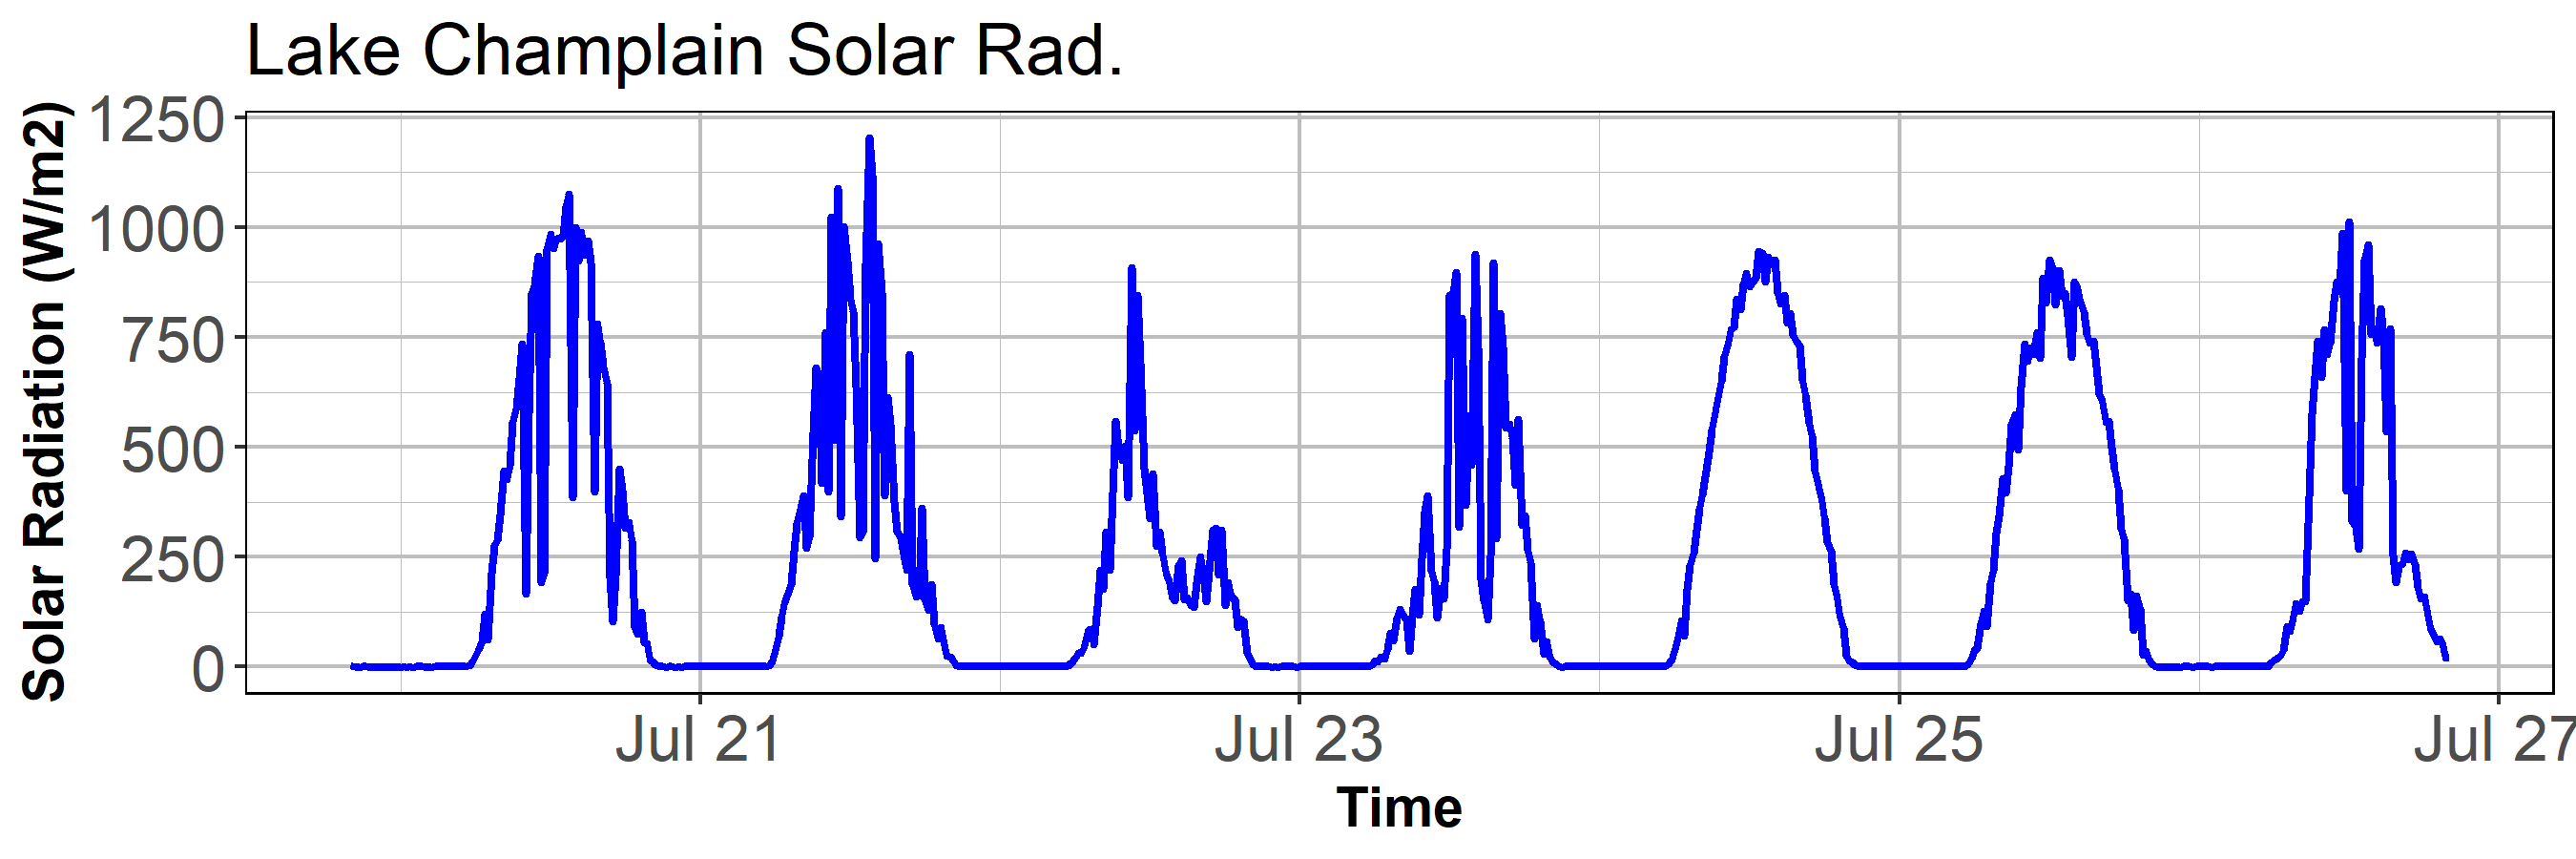 Lake Champlain Solar Rad.
Solar Radiation (W/m2)
1250
1000
750
500
250
0
Jul 21
Jul 23
Jul 25
Jul 27
Time